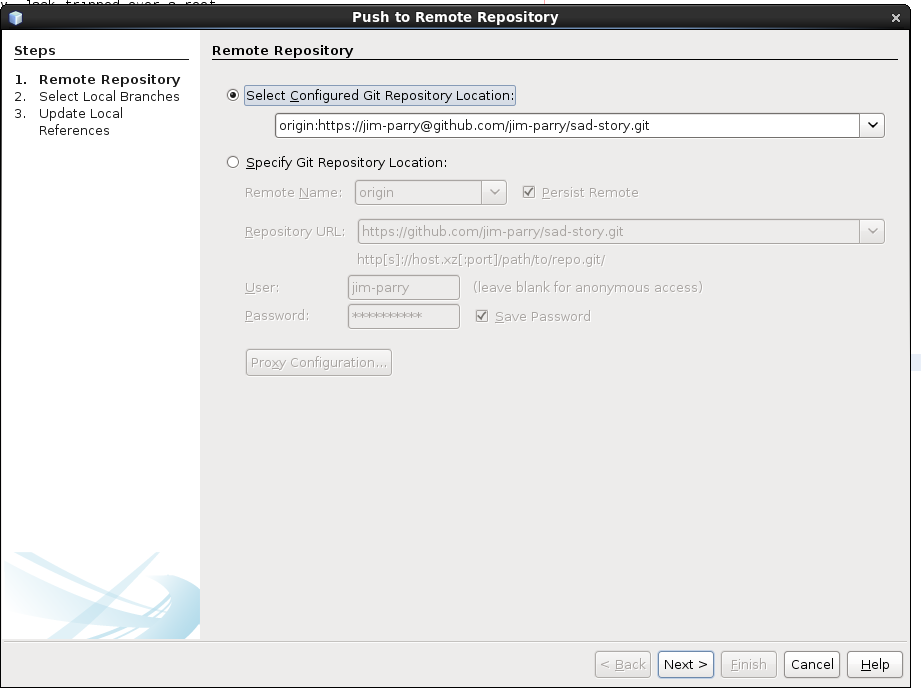 y. Jack tripped over a root
Push to Remote Repository
Steps
1. Remote Repository
2. Select Local Branches
3. Update Local
References
Remote Repository
Select Configured Git Repository Location:
origin:https://jim-parry@github.com/jim-parry/sad-story.git
Specify Git Repository Location:
Remote Name: origin Persist Remote
Repository URL: https://github.com/jim-parry/sad-story.git
http[s]://host.xz[:port]/path/to/repo.git/
User: jim-parry (leave blank for anonymous access)
Password: ********** Save Password
Proxy Configuration...
< Back Next > Finish Cancel Help